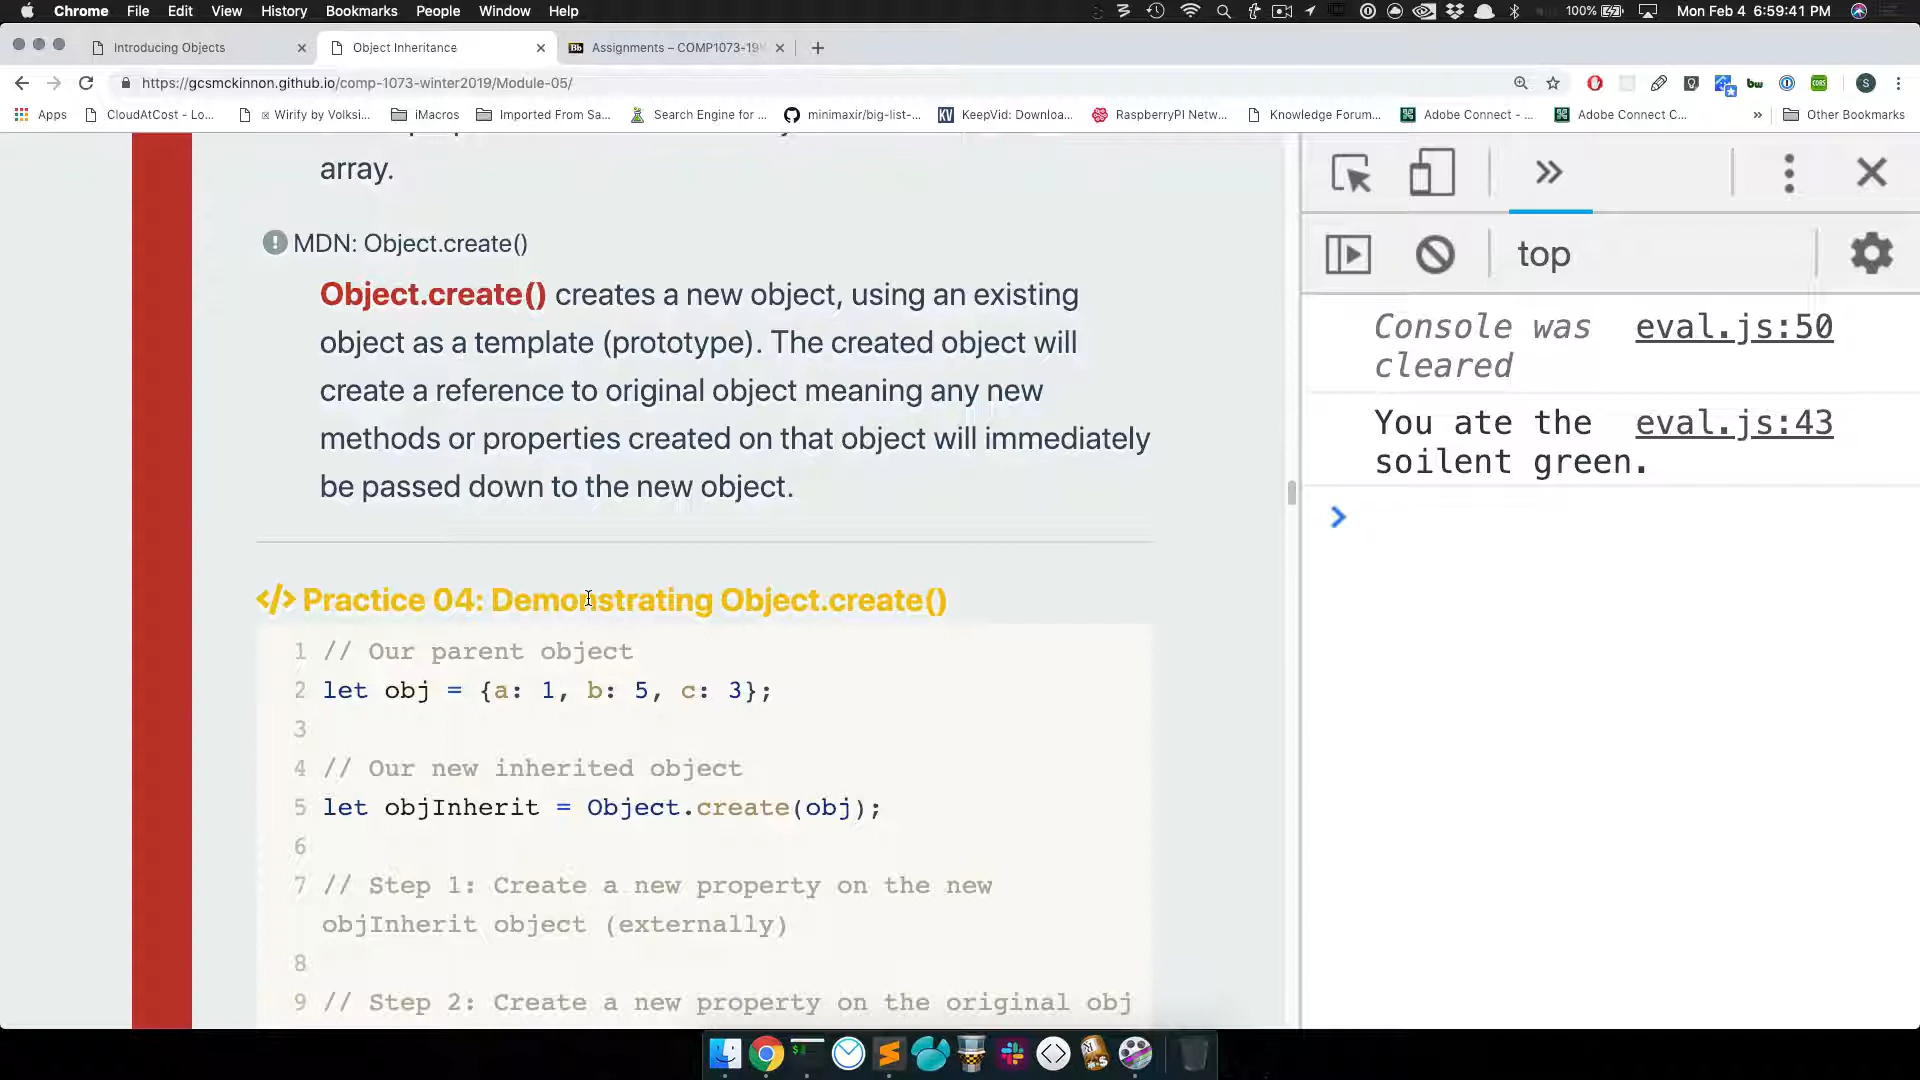 Chrome File Edit View History Bookmarks People Window Help 100% Mon Feb 4 6:59:41 PM
Introducing Objects Object Inheritance Bb Assignments – COMP1073-19
https://gcsmckinnon.github.io/comp-1073-winter2019/Module-05/
Apps CloudAtCost - Lo... Wirify by Volksi... iMacros Imported From Sa... Search Engine for ... minimaxir/big-list-... KV KeepVid: Downloa... RaspberryPI Netw... Knowledge Forum... Adobe Connect - ... Adobe Connect C... » Other Bookmarks
array.
MDN: Object.create()
Object.create() creates a new object, using an existing
object as a template (prototype). The created object will
create a reference to original object meaning any new
methods or properties created on that object will immediately
be passed down to the new object.
</> Practice 04: Demonstrating Object.create()
1 // Our parent object
2 let obj = {a: 1, b: 5, c: 3};
3
4 // Our new inherited object
5 let objInherit = Object.create(obj);
6
7 // Step 1: Create a new property on the new
objInherit object (externally)
8
9 // Step 2: Create a new property on the original obj
top
Console was eval.js:50
cleared
You ate the eval.js:43
soilent green.